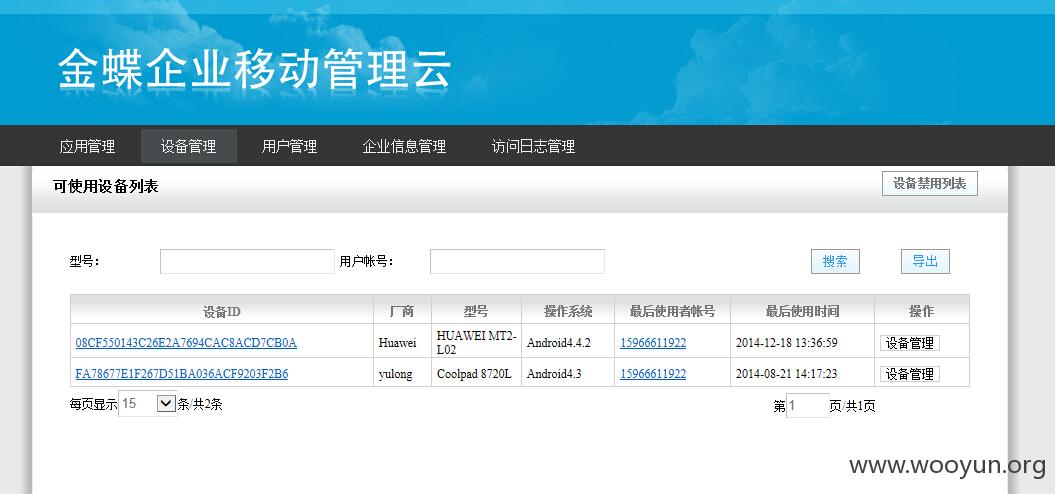 金蝶企业移动管理云
应用管理 设备管理 用户管理 企业信息管理 访问日志管理
可使用设备列表 设备禁用列表
型号： 用户帐号： 搜索 导出
设备ID 厂商 型号 操作系统 最后使用者帐号 最后使用时间 操作
08CF550143C26E2A7694CAC8ACD7CB0A Huawei HUAWEI MT2-L02 Android4.4.2 15966611922 2014-12-18 13:36:59 设备管理
FA78677E1F267D51BA036ACF9203F2B6 yulong Coolpad 8720L Android4.3 15966611922 2014-08-21 14:17:23 设备管理
每页显示 15 条/共2条 第 1 页/共1页
www.wooyun.org